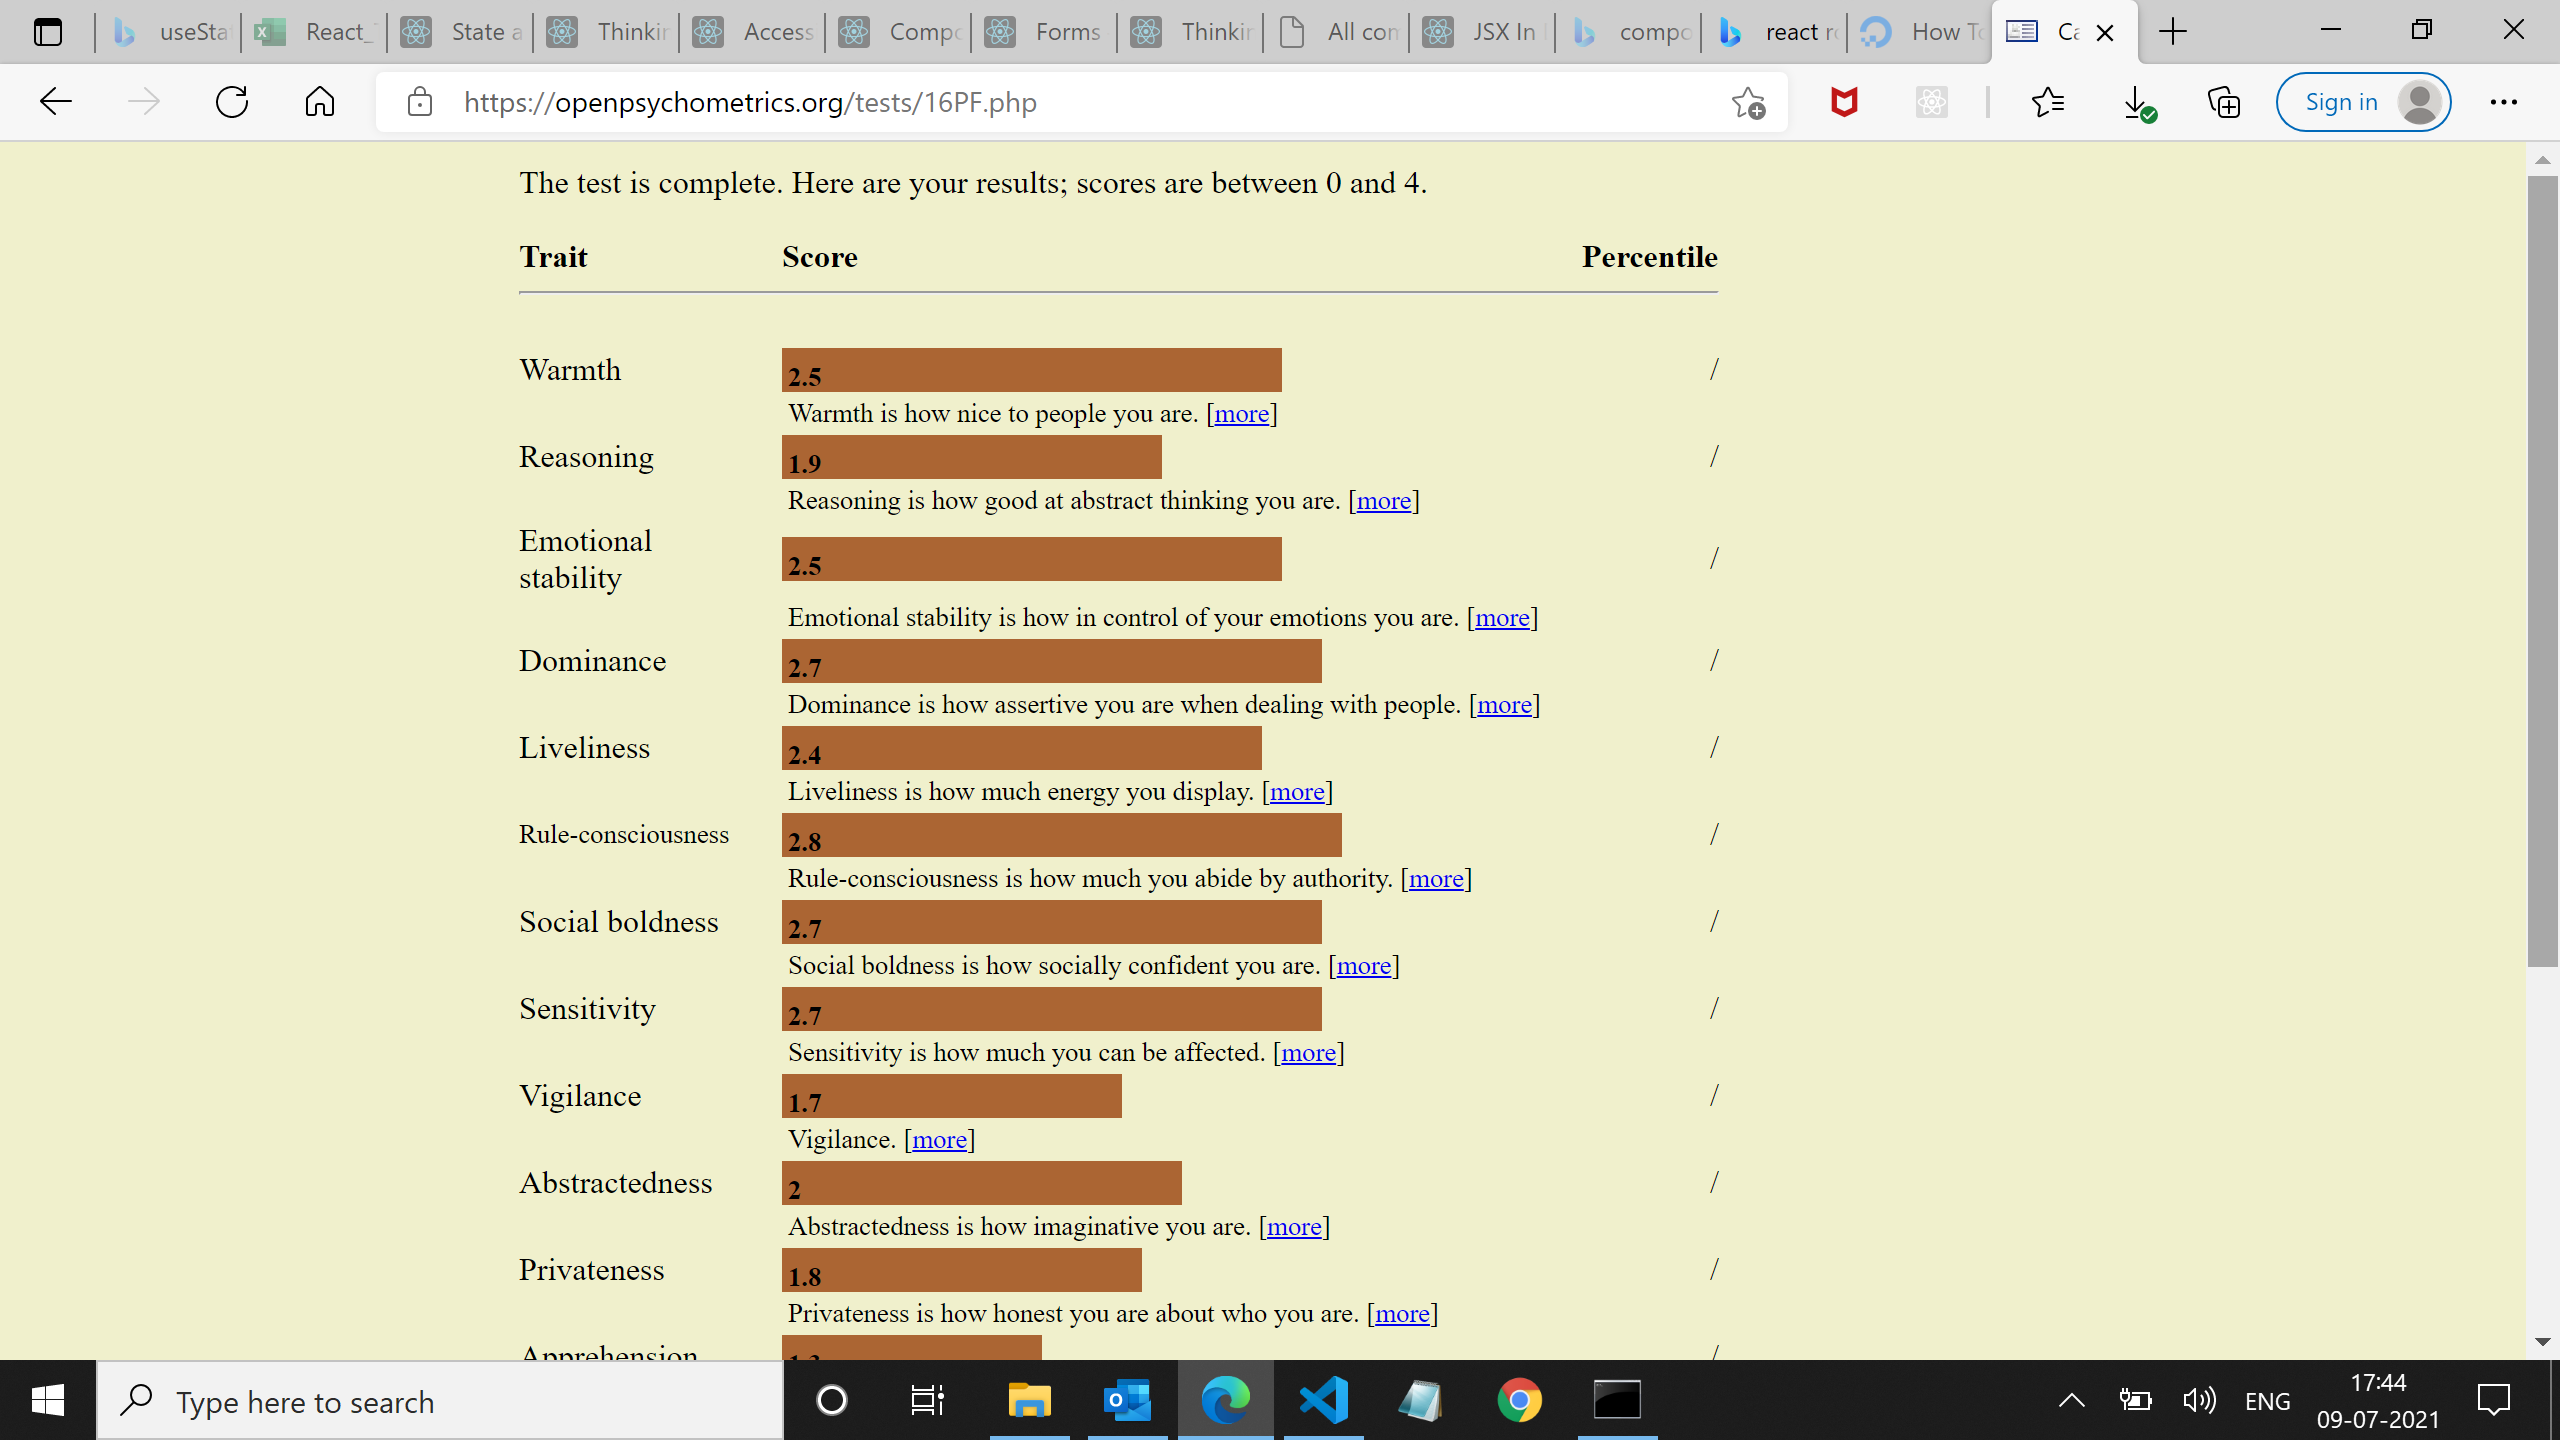 useStat
React_T
State a
Thinkin
Access
Compo
Forms
Thinkin
All con
JSX In
compo
react ro
How To
Ca
https://openpsychometrics.org/tests/16PF.php
Sign in
The test is complete. Here are your results; scores are between 0 and 4.
Trait Score Percentile
Warmth 2.5 /
Warmth is how nice to people you are. [more]
Reasoning 1.9 /
Reasoning is how good at abstract thinking you are. [more]
Emotional
stability 2.5 /
Emotional stability is how in control of your emotions you are. [more]
Dominance 2.7 /
Dominance is how assertive you are when dealing with people. [more]
Liveliness 2.4 /
Liveliness is how much energy you display. [more]
Rule-consciousness 2.8 /
Rule-consciousness is how much you abide by authority. [more]
Social boldness 2.7 /
Social boldness is how socially confident you are. [more]
Sensitivity 2.7 /
Sensitivity is how much you can be affected. [more]
Vigilance 1.7 /
Vigilance. [more]
Abstractedness 2 /
Abstractedness is how imaginative you are. [more]
Privateness 1.8 /
Privateness is how honest you are about who you are. [more]
Apprehension /
Type here to search
ENG
17:44
09-07-2021